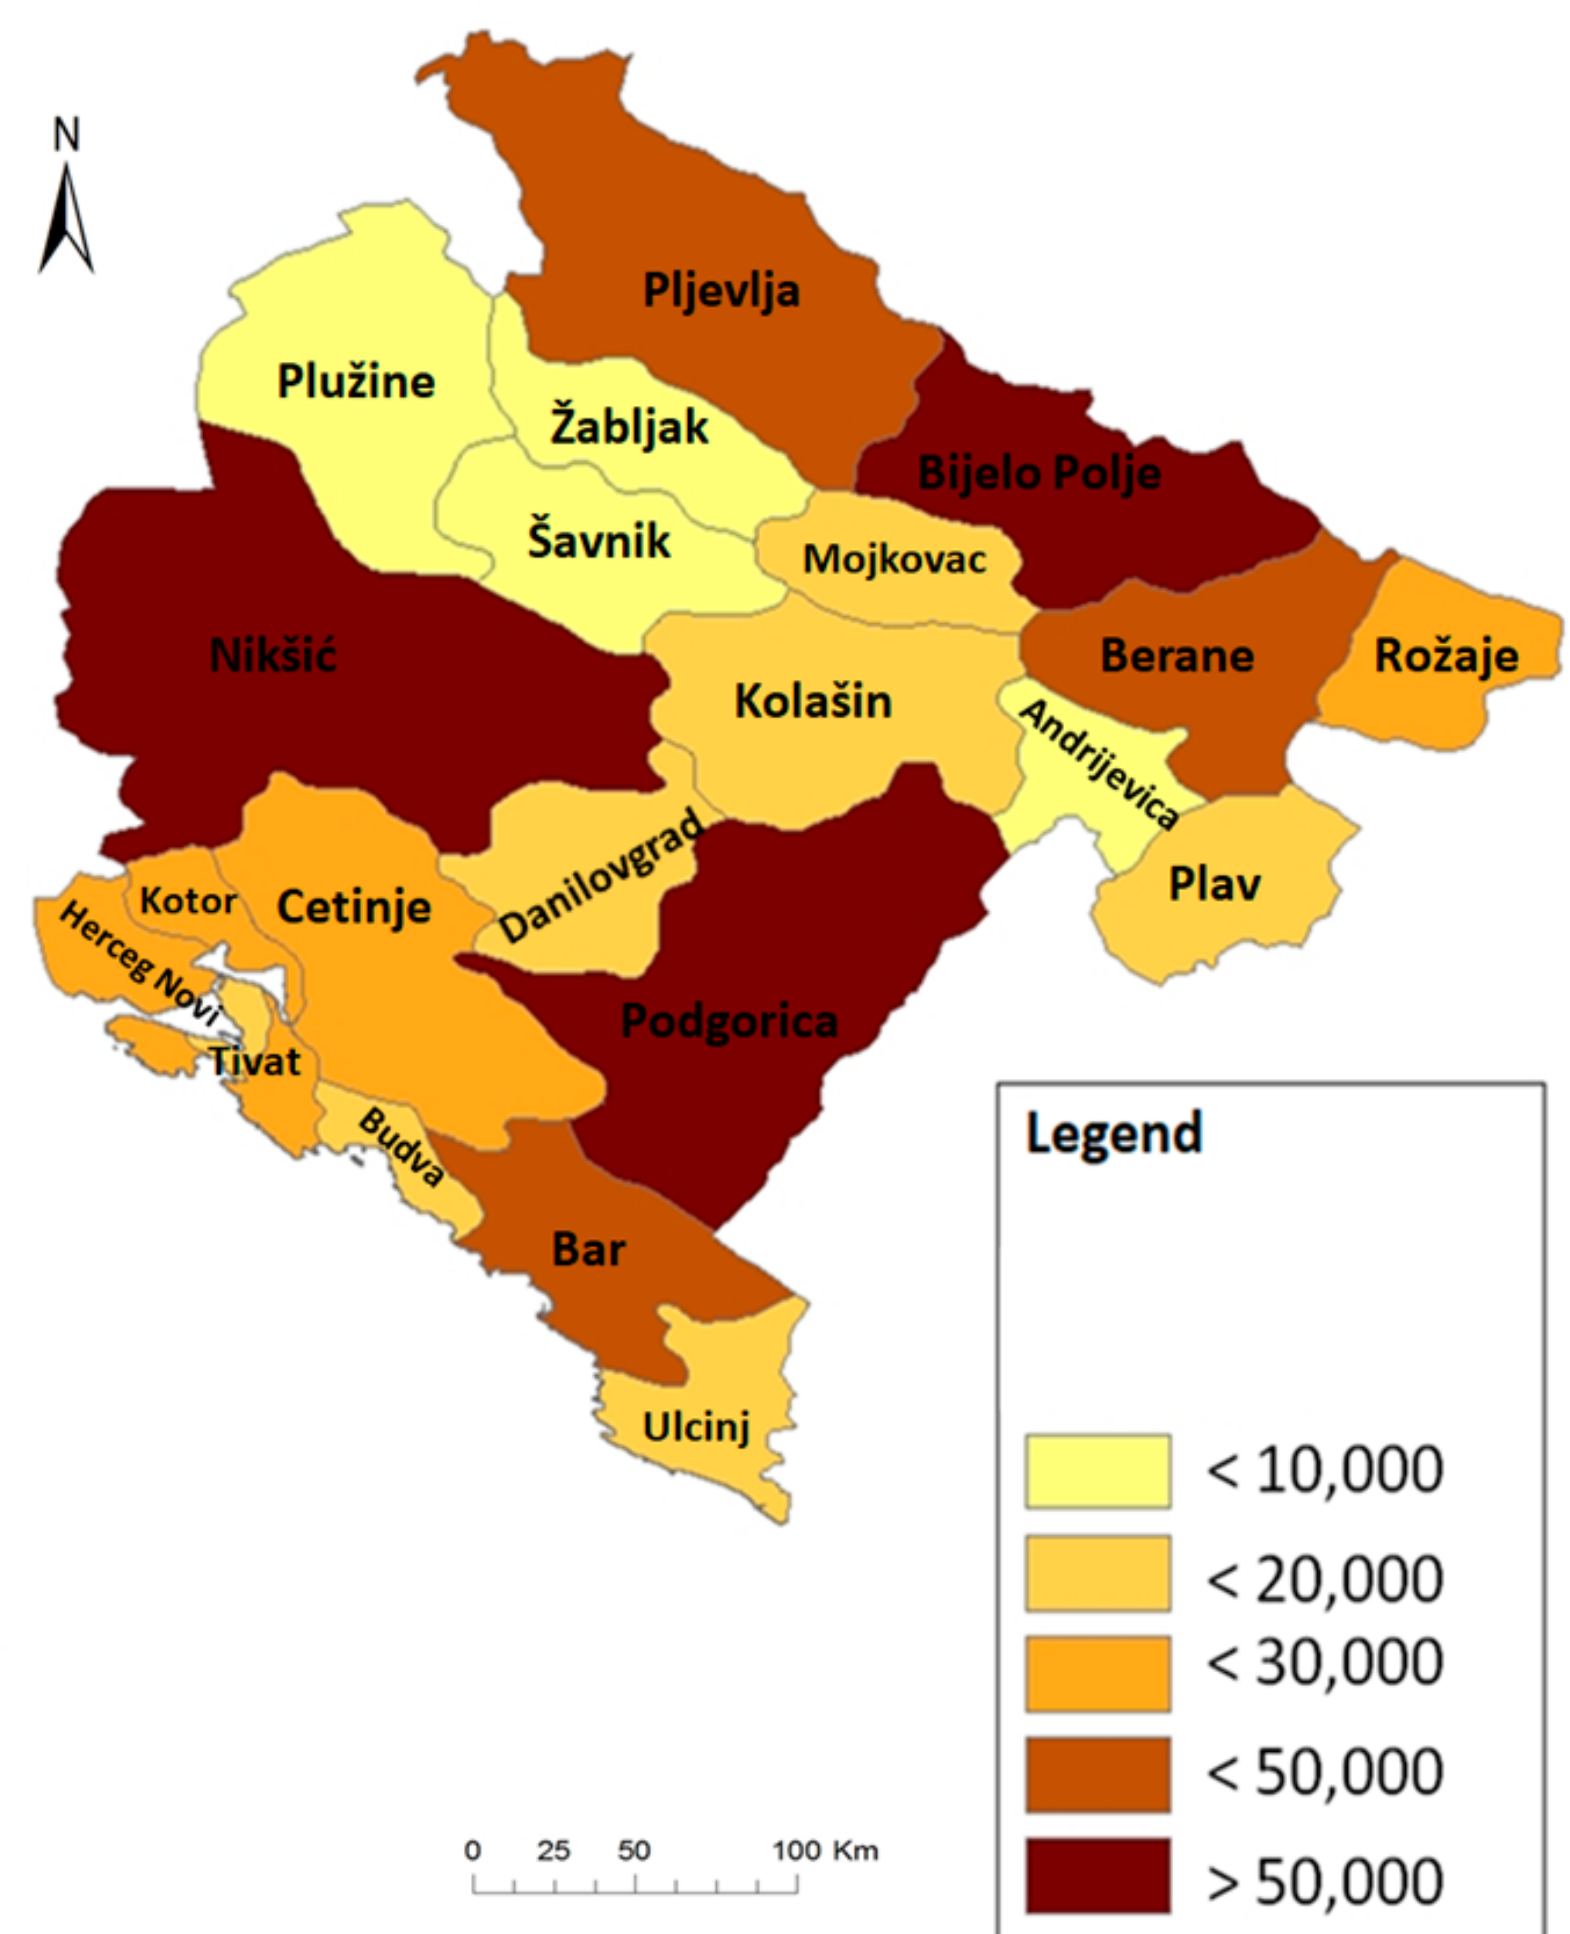 N
Pljevlja
Plužine
Žabljak
Bijelo Polje
Šavnik
Mojkovac
Nikšić
Berane
Rožaje
Kolašin
Andrijevica
Danilovgrad
Plav
Kotor
Cetinje
Herceg Novi
Podgorica
Tivat
Budva
Bar
Ulcinj
Legend
< 10,000
< 20,000
< 30,000
< 50,000
> 50,000
0 25 50 100 Km